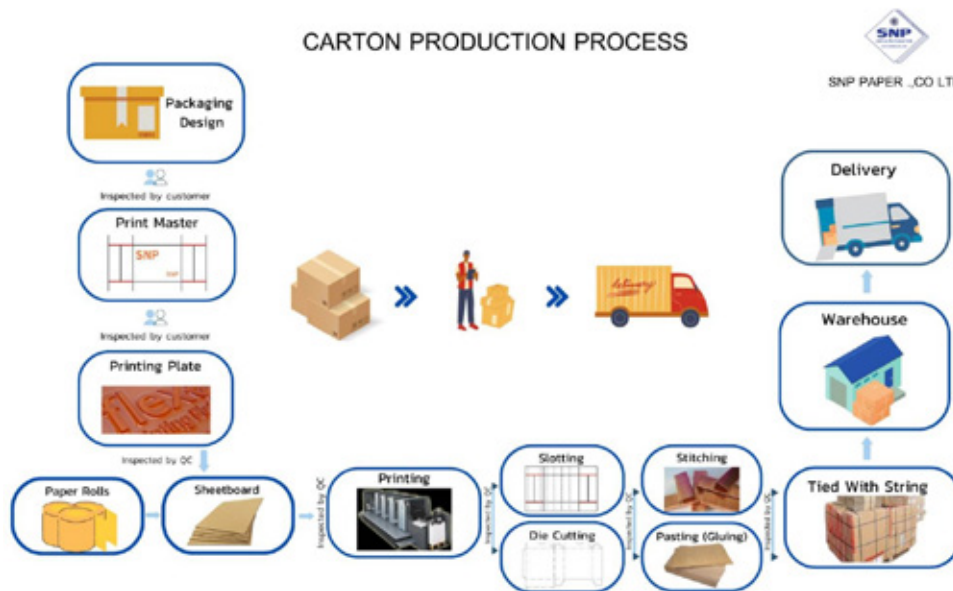 CARTON PRODUCTION PROCESS
SNP
SNP PAPER .,CO LT
Packaging
Design
Inspected by customer
Print Master
SNP
Inspected by customer
Printing Plate
flex
Inspected by QC
Paper Rolls
Sheetboard
Inspected by QC
Printing
Inspected by QC
Slotting
Die Cutting
Inspected by QC
Stitching
Pasting (Gluing)
Inspected by QC
Tied With String
Warehouse
Delivery
delivery